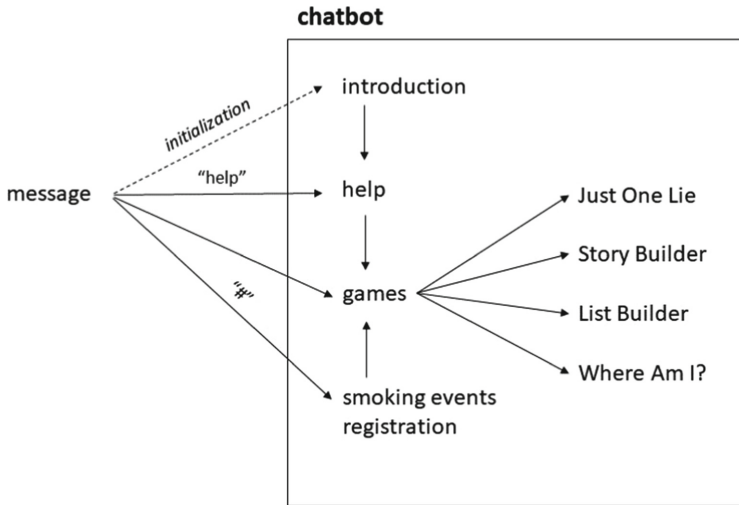 chatbot
introduction
initialization
“help”
message
help
Just One Lie
Story Builder
games
“#”
List Builder
Where Am I?
smoking events
registration